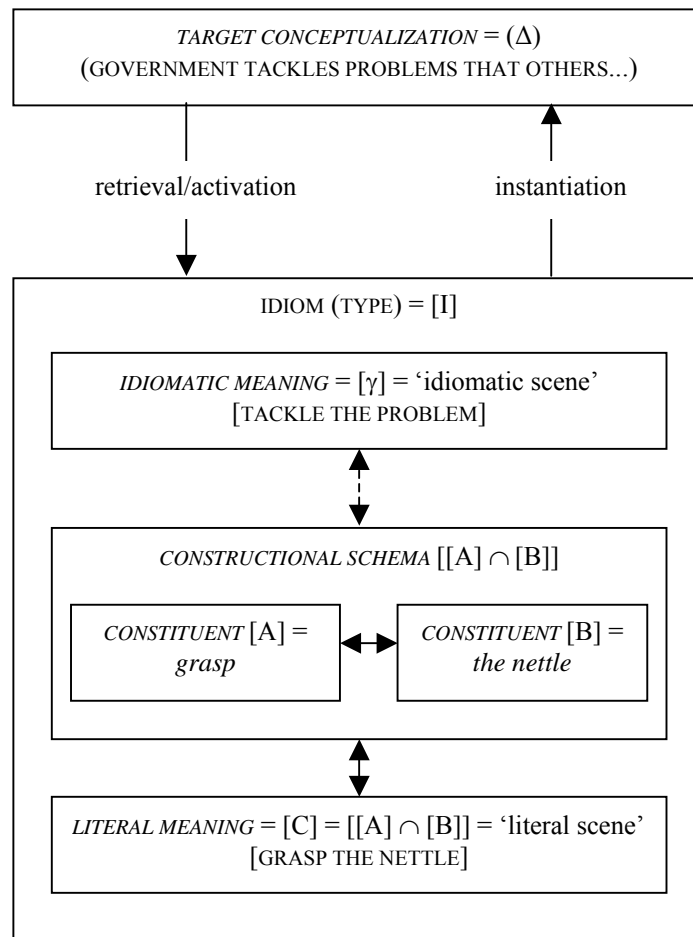 TARGET CONCEPTUALIZATION = (Δ)
(GOVERNMENT TACKLES PROBLEMS THAT OTHERS...)
retrieval/activation
instantiation
IDIOM (TYPE) = [I]
IDIOMATIC MEANING = [γ] = ‘idiomatic scene’
[TACKLE THE PROBLEM]
CONSTRUCTIONAL SCHEMA [[A] ∩ [B]]
CONSTITUENT [A] =
grasp
CONSTITUENT [B] =
the nettle
LITERAL MEANING = [C] = [[A] ∩ [B]] = ‘literal scene’
[GRASP THE NETTLE]